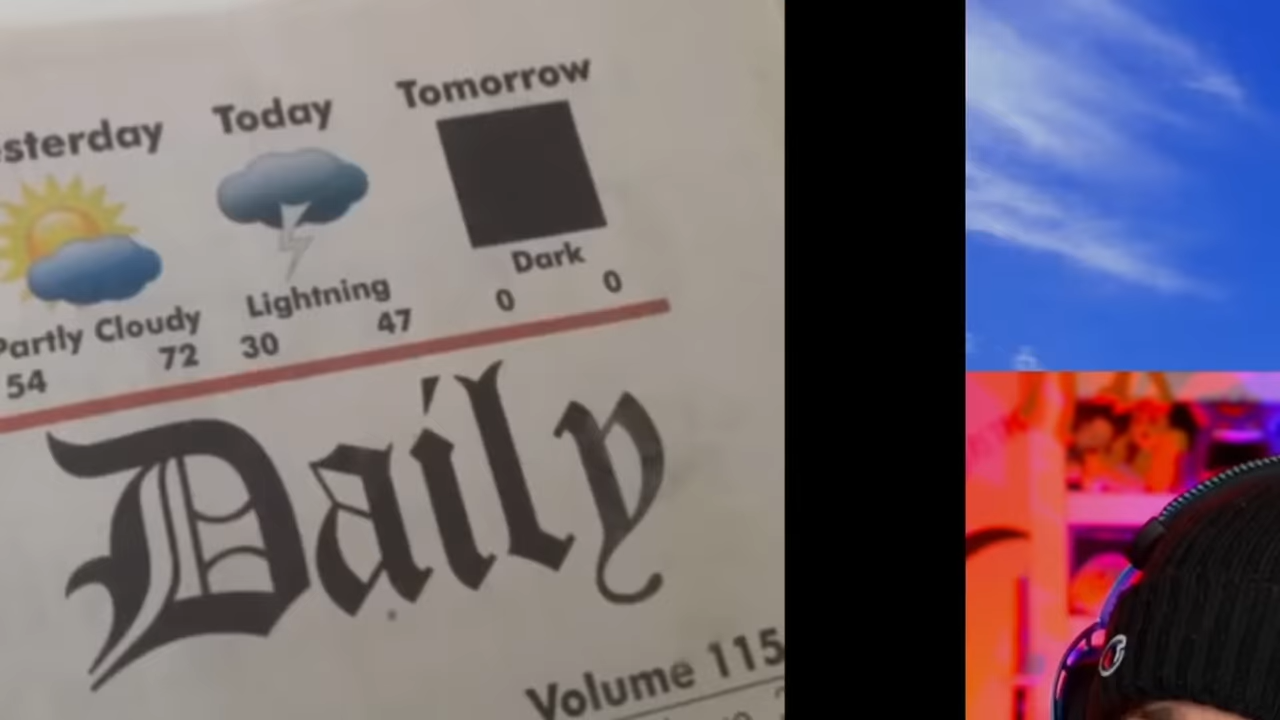 esterday Today Tomorrow
Partly Cloudy Lightning Dark
54 72 30 47 0 0
Daily
Volume 115